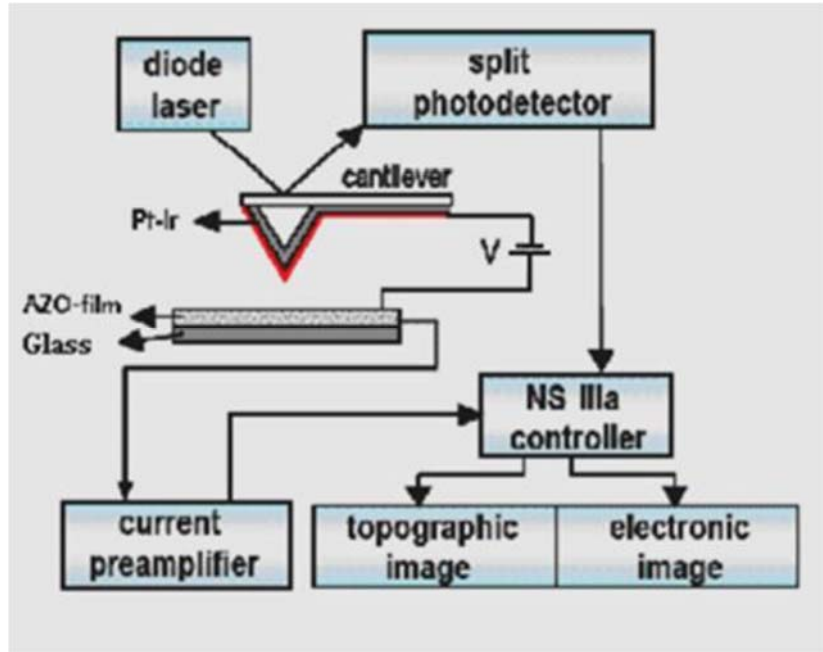 diode
laser
split
photodetector
cantilever
Pt-Ir
V
AZO-film
Glass
NS IIIa
controller
current
preamplifier
topographic
image
electronic
image